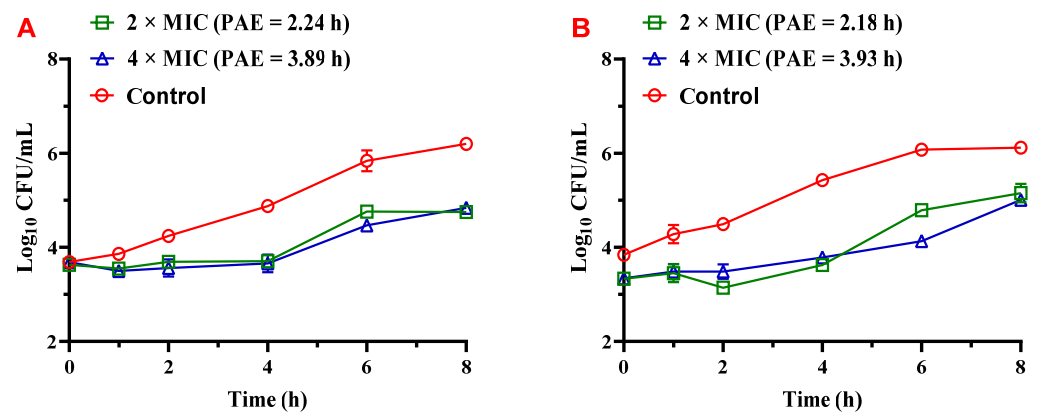 A
2 × MIC (PAE = 2.24 h)
4 × MIC (PAE = 3.89 h)
Control
8
6
4
2
Log10 CFU/mL
0
2
4
6
8
Time (h)
B
2 × MIC (PAE = 2.18 h)
4 × MIC (PAE = 3.93 h)
Control
8
6
4
2
Log10 CFU/mL
0
2
4
6
8
Time (h)